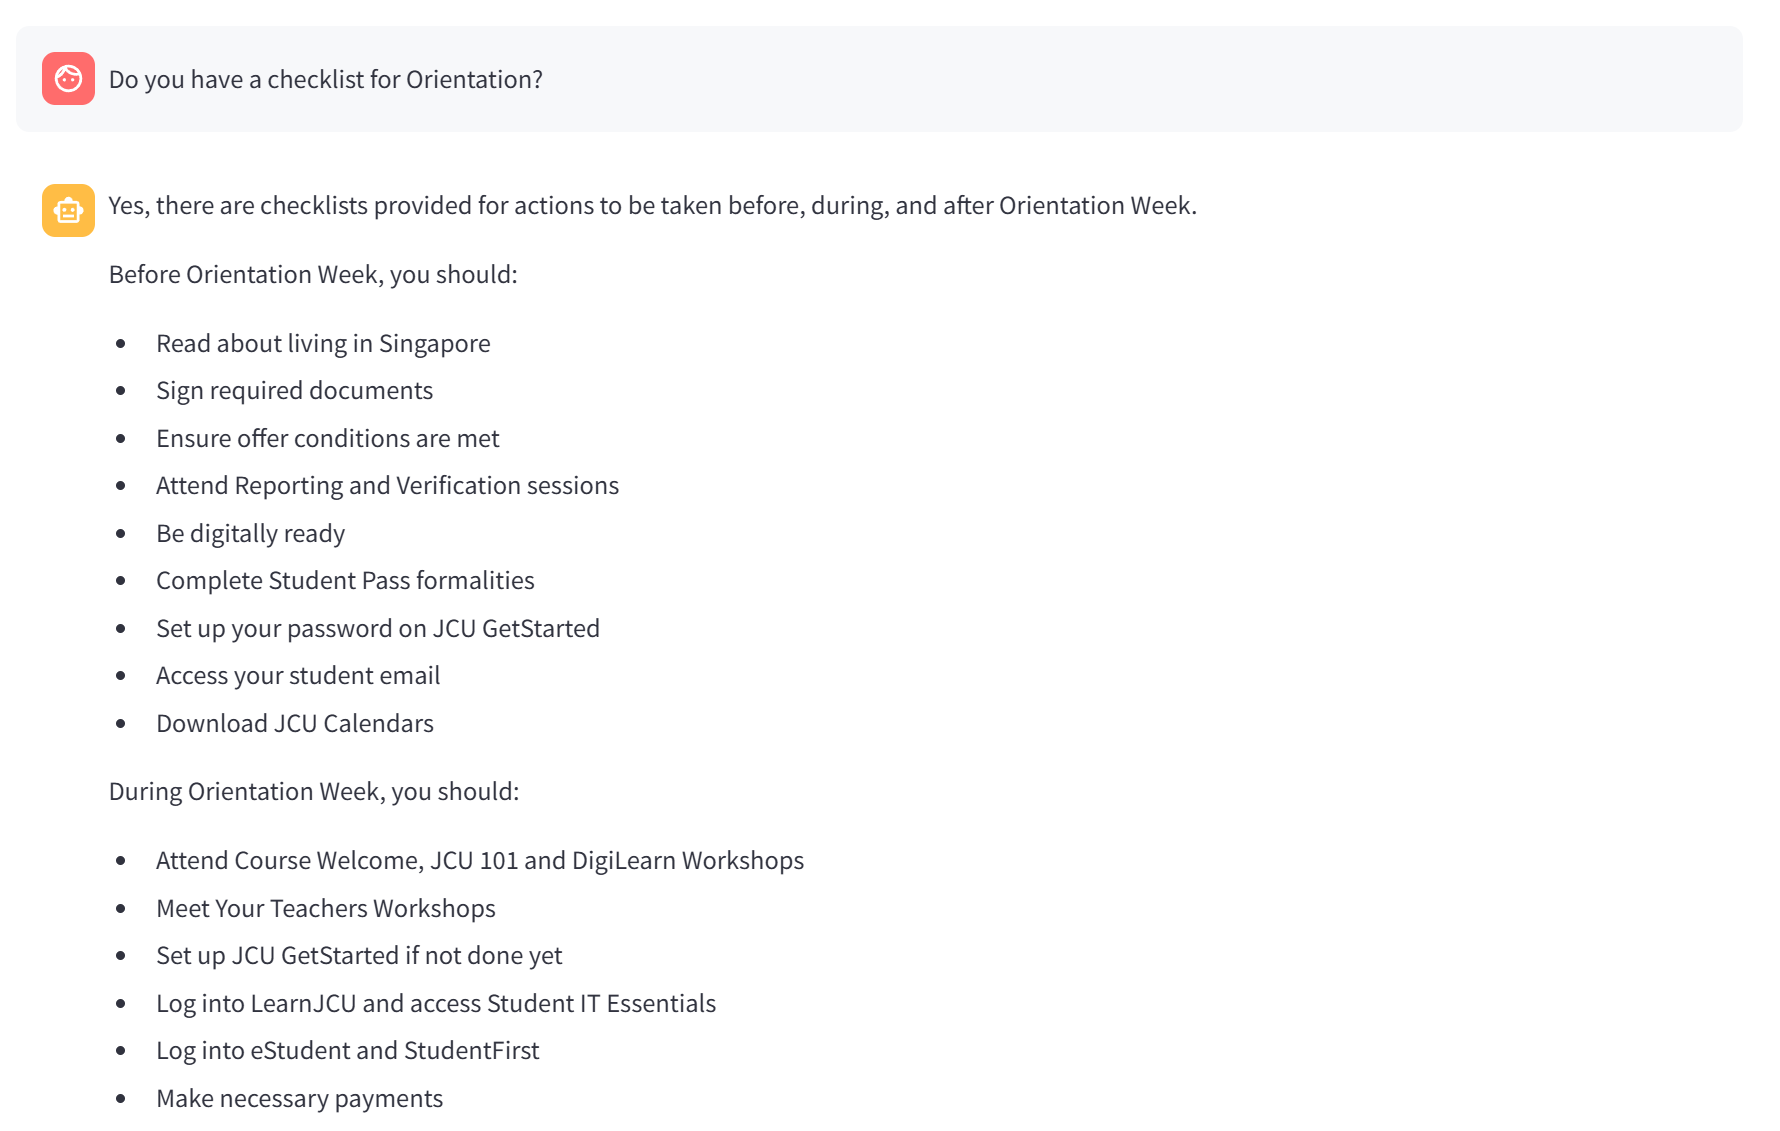 Do you have a checklist for Orientation?
Yes, there are checklists provided for actions to be taken before, during, and after Orientation Week.
Before Orientation Week, you should:
• Read about living in Singapore
• Sign required documents
• Ensure offer conditions are met
• Attend Reporting and Verification sessions
• Be digitally ready
• Complete Student Pass formalities
• Set up your password on JCU GetStarted
• Access your student email
• Download JCU Calendars
During Orientation Week, you should:
• Attend Course Welcome, JCU 101 and DigiLearn Workshops
• Meet Your Teachers Workshops
• Set up JCU GetStarted if not done yet
• Log into LearnJCU and access Student IT Essentials
• Log into eStudent and StudentFirst
• Make necessary payments